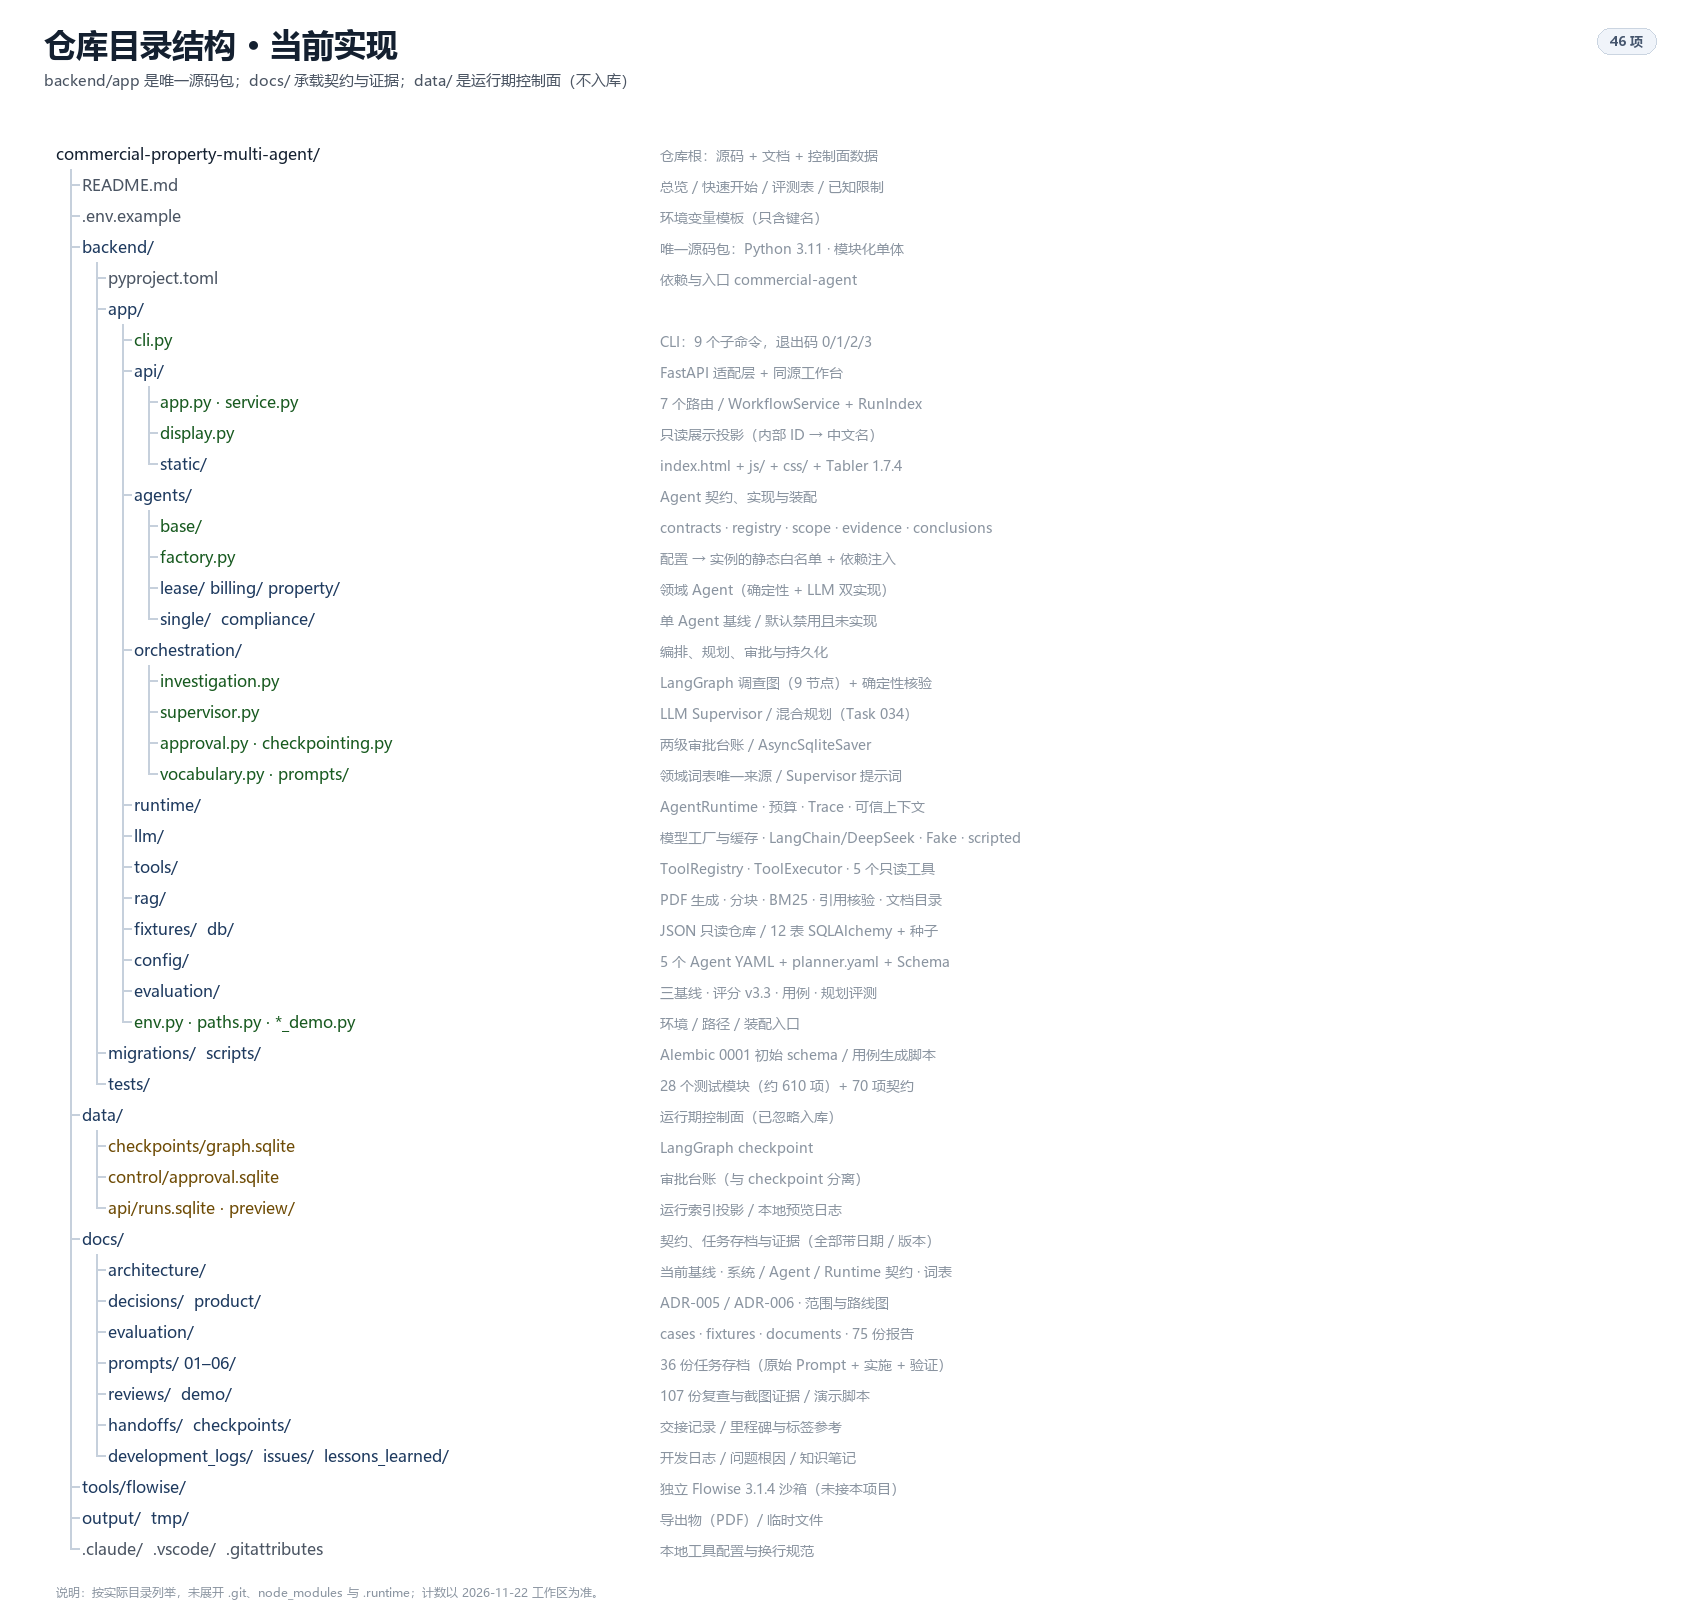 仓库目录结构 • 当前实现
46 项
backend/app 是唯一源码包；docs/ 承载契约与证据；data/ 是运行期控制面（不入库）
commercial-property-multi-agent/ 仓库根：源码 + 文档 + 控制面数据
README.md 总览 / 快速开始 / 评测表 / 已知限制
.env.example 环境变量模板（只含键名）
backend/ 唯一源码包：Python 3.11 · 模块化单体
pyproject.toml 依赖与入口 commercial-agent
app/
cli.py CLI：9 个子命令，退出码 0/1/2/3
api/ FastAPI 适配层 + 同源工作台
app.py · service.py 7 个路由 / WorkflowService + RunIndex
display.py 只读展示投影（内部 ID → 中文名）
static/ index.html + js/ + css/ + Tabler 1.7.4
agents/ Agent 契约、实现与装配
base/ contracts · registry · scope · evidence · conclusions
factory.py 配置 → 实例的静态白名单 + 依赖注入
lease/ billing/ property/ 领域 Agent（确定性 + LLM 双实现）
single/ compliance/ 单 Agent 基线 / 默认禁用且未实现
orchestration/ 编排、规划、审批与持久化
investigation.py LangGraph 调查图（9 节点）+ 确定性核验
supervisor.py LLM Supervisor / 混合规划（Task 034）
approval.py · checkpointing.py 两级审批台账 / AsyncSqliteSaver
vocabulary.py · prompts/ 领域词表唯一来源 / Supervisor 提示词
runtime/ AgentRuntime · 预算 · Trace · 可信上下文
llm/ 模型工厂与缓存 · LangChain/DeepSeek · Fake · scripted
tools/ ToolRegistry · ToolExecutor · 5 个只读工具
rag/ PDF 生成 · 分块 · BM25 · 引用核验 · 文档目录
fixtures/ db/ JSON 只读仓库 / 12 表 SQLAlchemy + 种子
config/ 5 个 Agent YAML + planner.yaml + Schema
evaluation/ 三基线 · 评分 v3.3 · 用例 · 规划评测
env.py · paths.py · *_demo.py 环境 / 路径 / 装配入口
migrations/ scripts/ Alembic 0001 初始 schema / 用例生成脚本
tests/ 28 个测试模块（约 610 项）+ 70 项契约
data/ 运行期控制面（已忽略入库）
checkpoints/graph.sqlite LangGraph checkpoint
control/approval.sqlite 审批台账（与 checkpoint 分离）
api/runs.sqlite · preview/ 运行索引投影 / 本地预览日志
docs/ 契约、任务存档与证据（全部带日期 / 版本）
architecture/ 当前基线 · 系统 / Agent / Runtime 契约 · 词表
decisions/ product/ ADR-005 / ADR-006 · 范围与路线图
evaluation/ cases · fixtures · documents · 75 份报告
prompts/ 01–06/ 36 份任务存档（原始 Prompt + 实施 + 验证）
reviews/ demo/ 107 份复查与截图证据 / 演示脚本
handoffs/ checkpoints/ 交接记录 / 里程碑与标签参考
development_logs/ issues/ lessons_learned/ 开发日志 / 问题根因 / 知识笔记
tools/flowise/ 独立 Flowise 3.1.4 沙箱（未接本项目）
output/ tmp/ 导出物（PDF）/ 临时文件
.claude/ .vscode/ .gitattributes 本地工具配置与换行规范
说明：按实际目录列举，未展开 .git、node_modules 与 .runtime；计数以 2026-11-22 工作区为准。